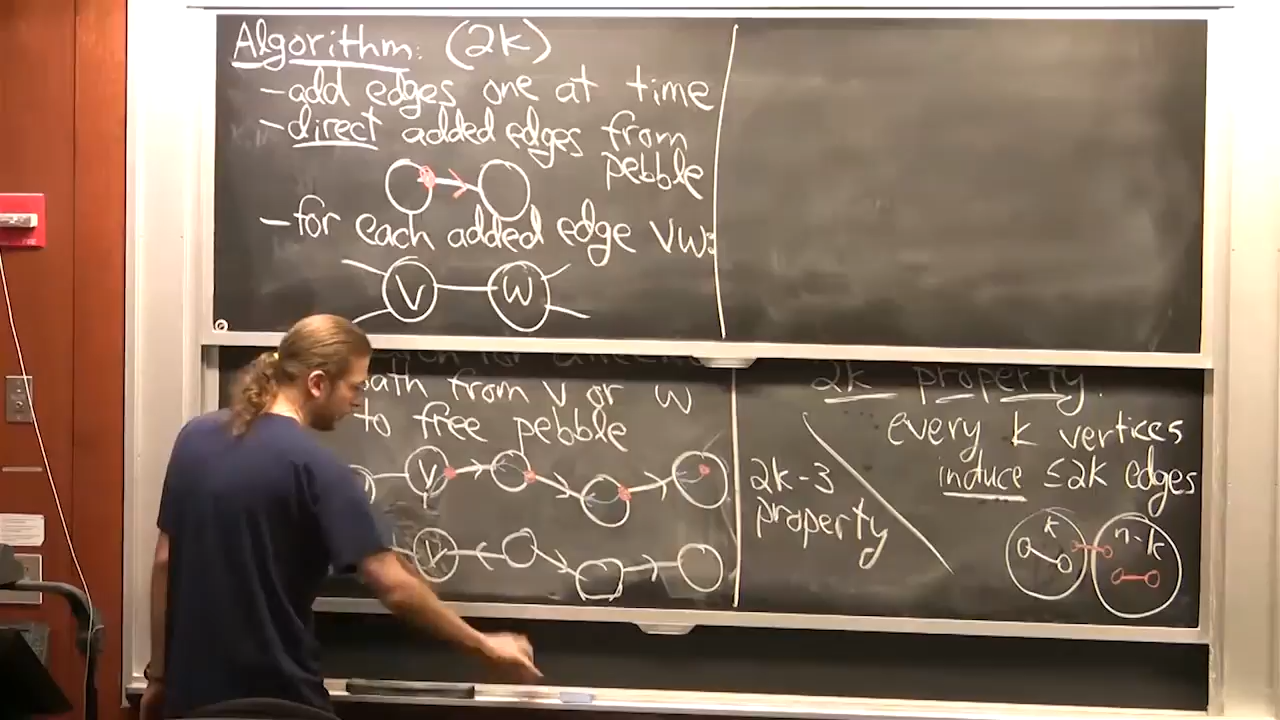 Algorithm: (2k)
- add edges one at time
- direct added edges from
pebble
- for each added edge vw:
v w
path from v or w
to free pebble
v
v
2k property:
every k vertices
induce ≤2k edges
2k-3
property
k n-k